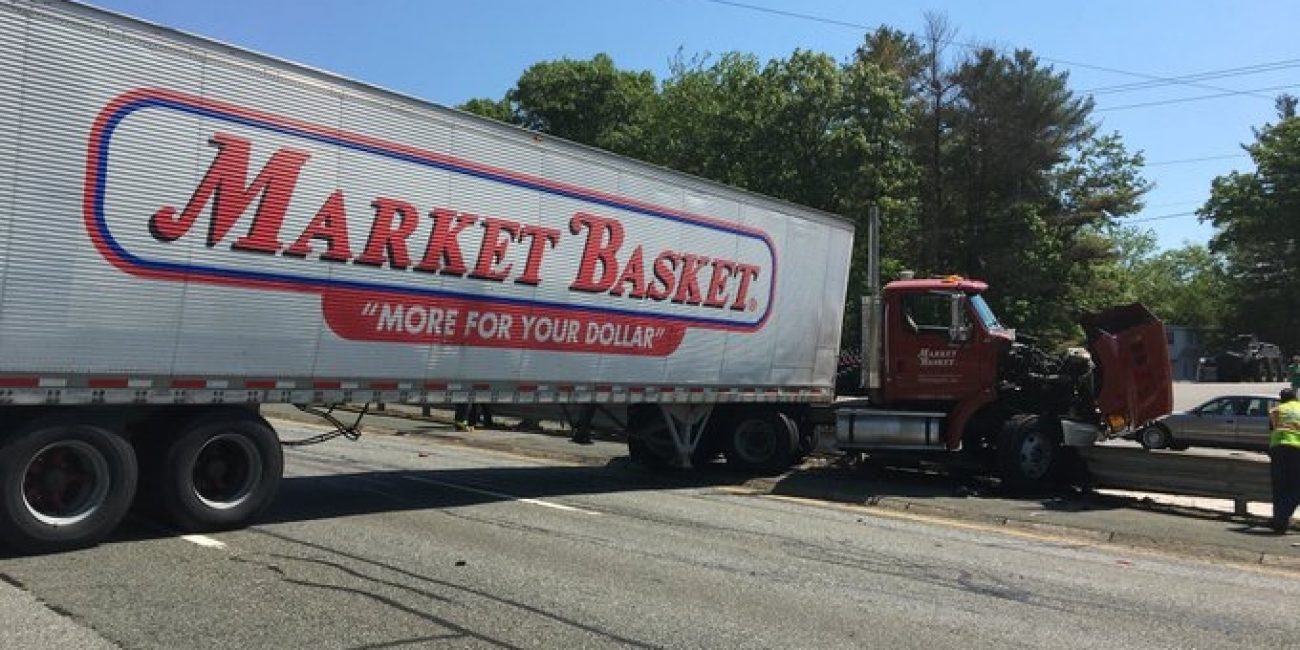 MARKET BASKET®
"MORE FOR YOUR DOLLAR"
MARKET
BASKET